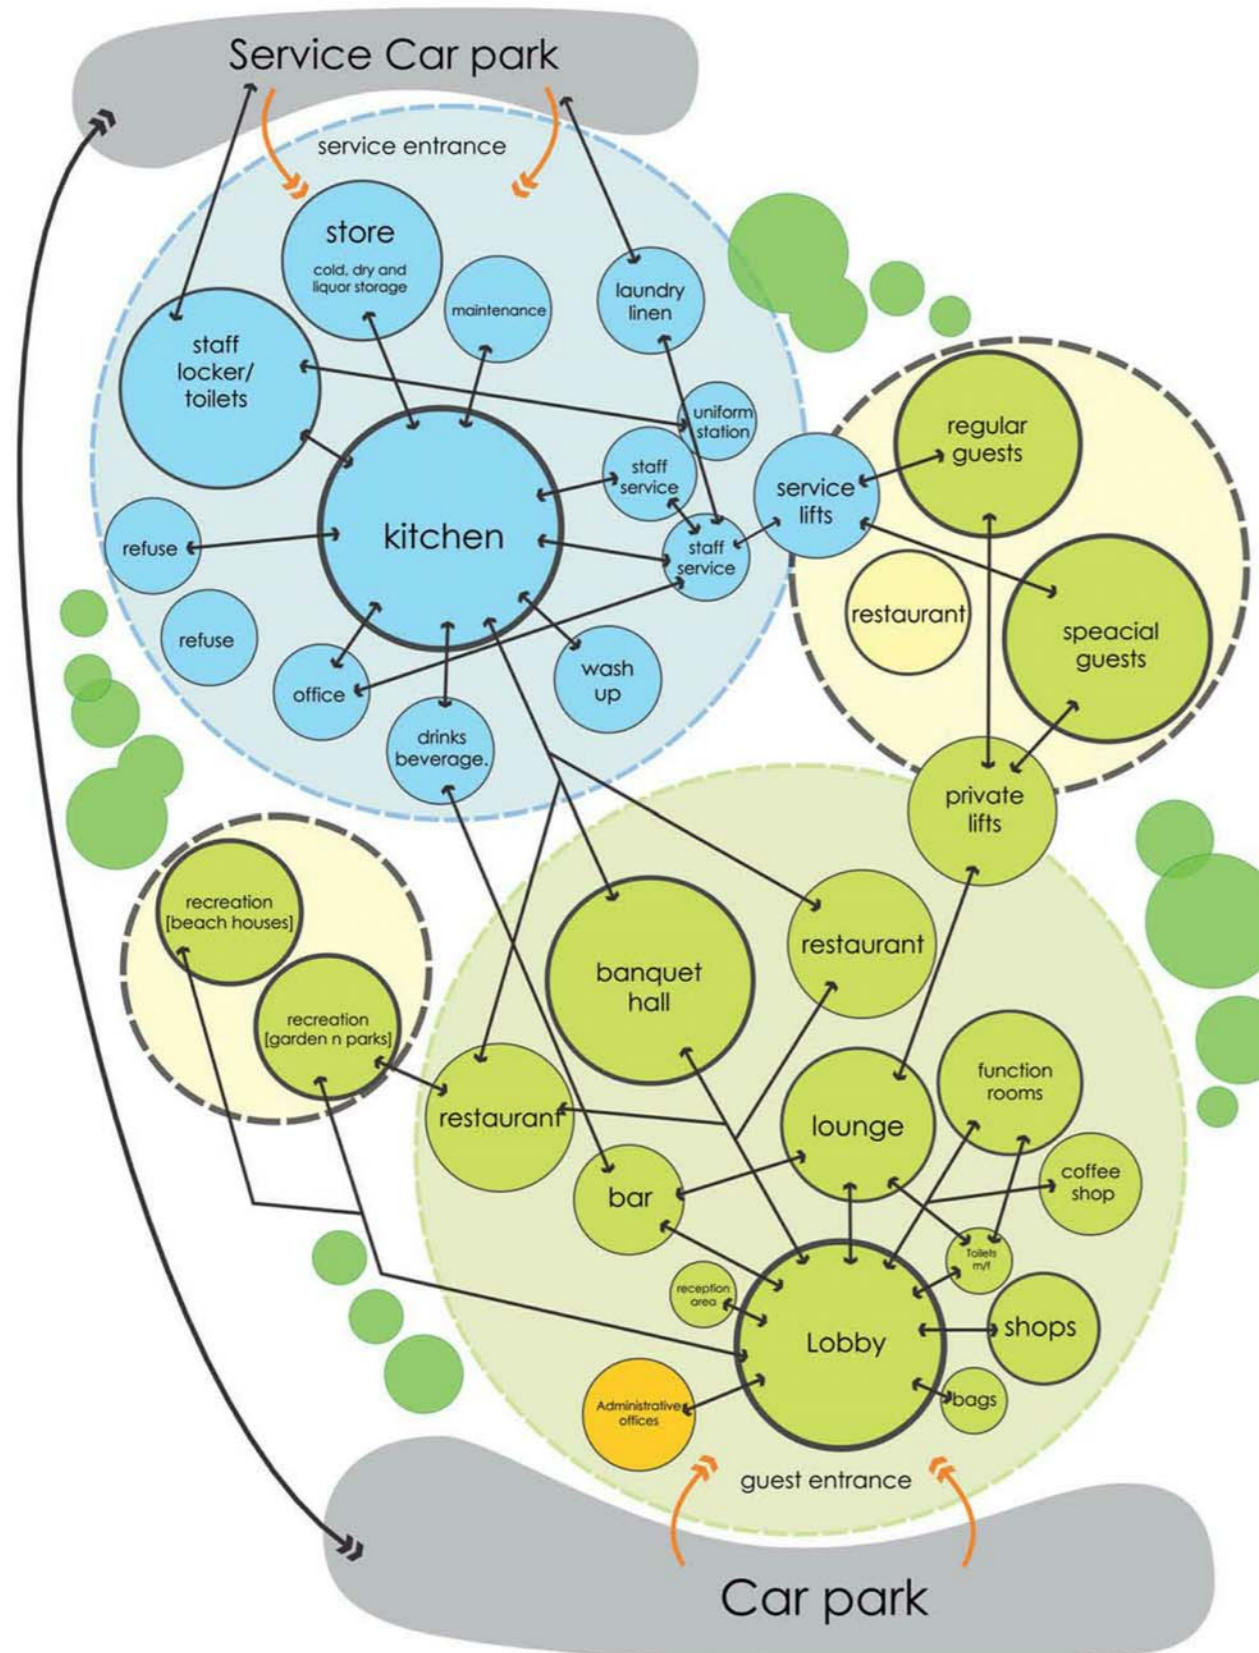 Service Car park
service entrance
store
cold, dry and
liquor storage
maintenance
laundry
linen
staff
locker/
toilets
uniform
station
regular
guests
staff
service
service
lifts
kitchen
refuse
staff
service
restaurant
speacial
guests
refuse
office
wash
up
drinks
beverage.
private
lifts
recreation
[beach houses]
banquet
hall
restaurant
recreation
[garden n parks]
function
rooms
restaurant
lounge
coffee
shop
bar
Toilets
m/f
reception
area
Lobby
shops
Administrative
offices
bags
guest entrance
Car park